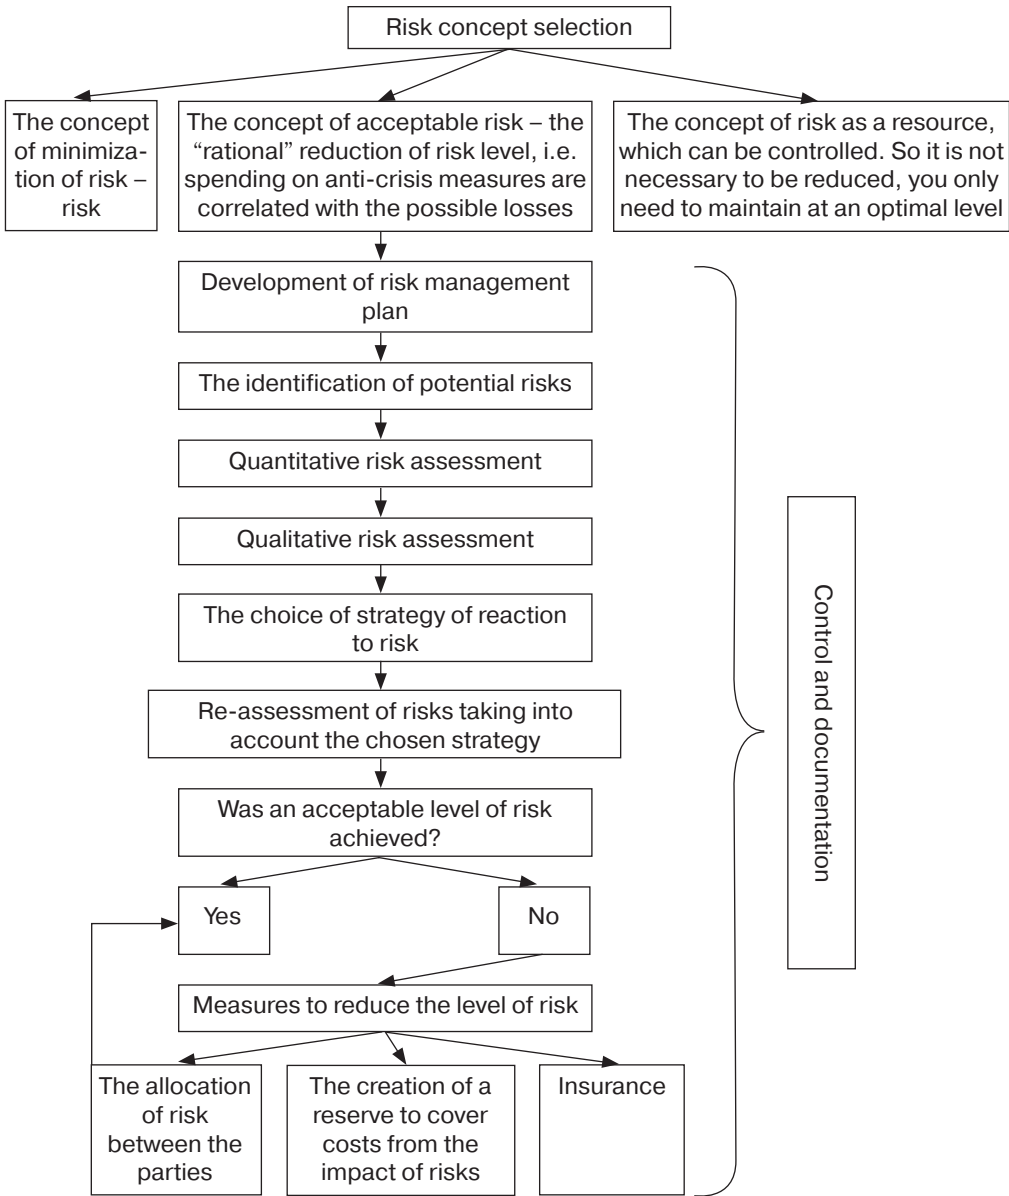 Risk concept selection
The concept
of minimiza-
tion of risk –
risk
The concept of acceptable risk – the
“rational” reduction of risk level, i.e.
spending on anti-crisis measures are
correlated with the possible losses
The concept of risk as a resource,
which can be controlled. So it is not
necessary to be reduced, you only
need to maintain at an optimal level
Development of risk management
plan
The identification of potential risks
Quantitative risk assessment
Qualitative risk assessment
The choice of strategy of reaction
to risk
Re-assessment of risks taking into
account the chosen strategy
Was an acceptable level of risk
achieved?
Yes
No
Measures to reduce the level of risk
The allocation
of risk
between the
parties
The creation of a
reserve to cover
costs from the
impact of risks
Insurance
Control and documentation